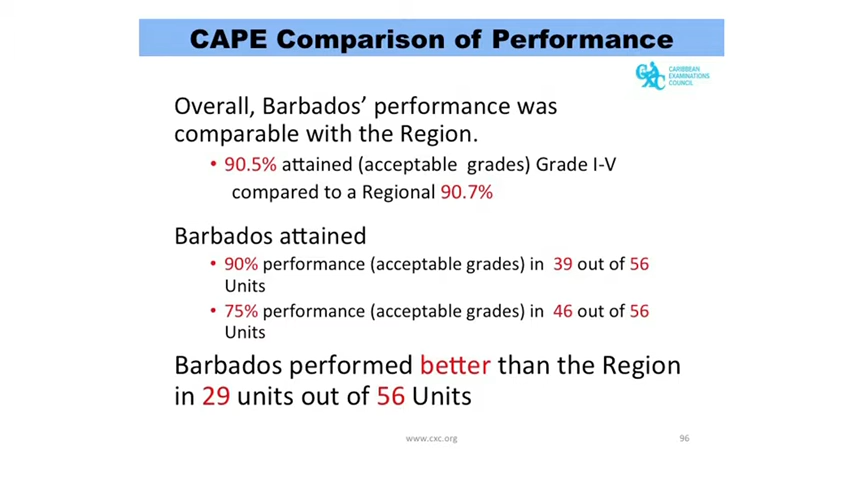 CAPE Comparison of Performance
CXC
CARIBBEAN
EXAMINATIONS
COUNCIL
Overall, Barbados’ performance was
comparable with the Region.
• 90.5% attained (acceptable grades) Grade I-V
compared to a Regional 90.7%
Barbados attained
• 90% performance (acceptable grades) in 39 out of 56
Units
• 75% performance (acceptable grades) in 46 out of 56
Units
Barbados performed better than the Region
in 29 units out of 56 Units
www.cxc.org
96